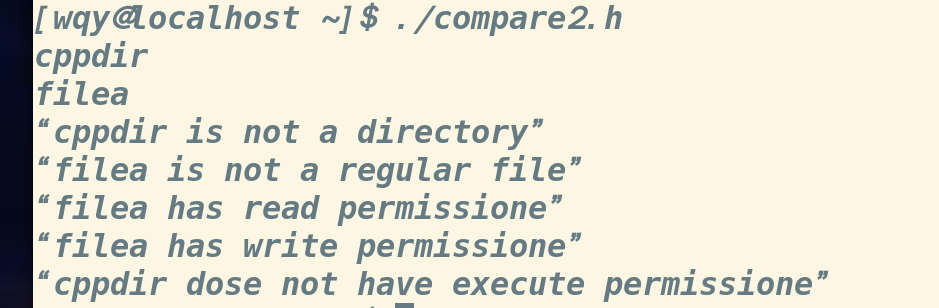 [wqy@localhost ~]$ ./compare2.h
cppdir
filea
“cppdir is not a directory”
“filea is not a regular file”
“filea has read permissione”
“filea has write permissione”
“cppdir dose not have execute permissione”